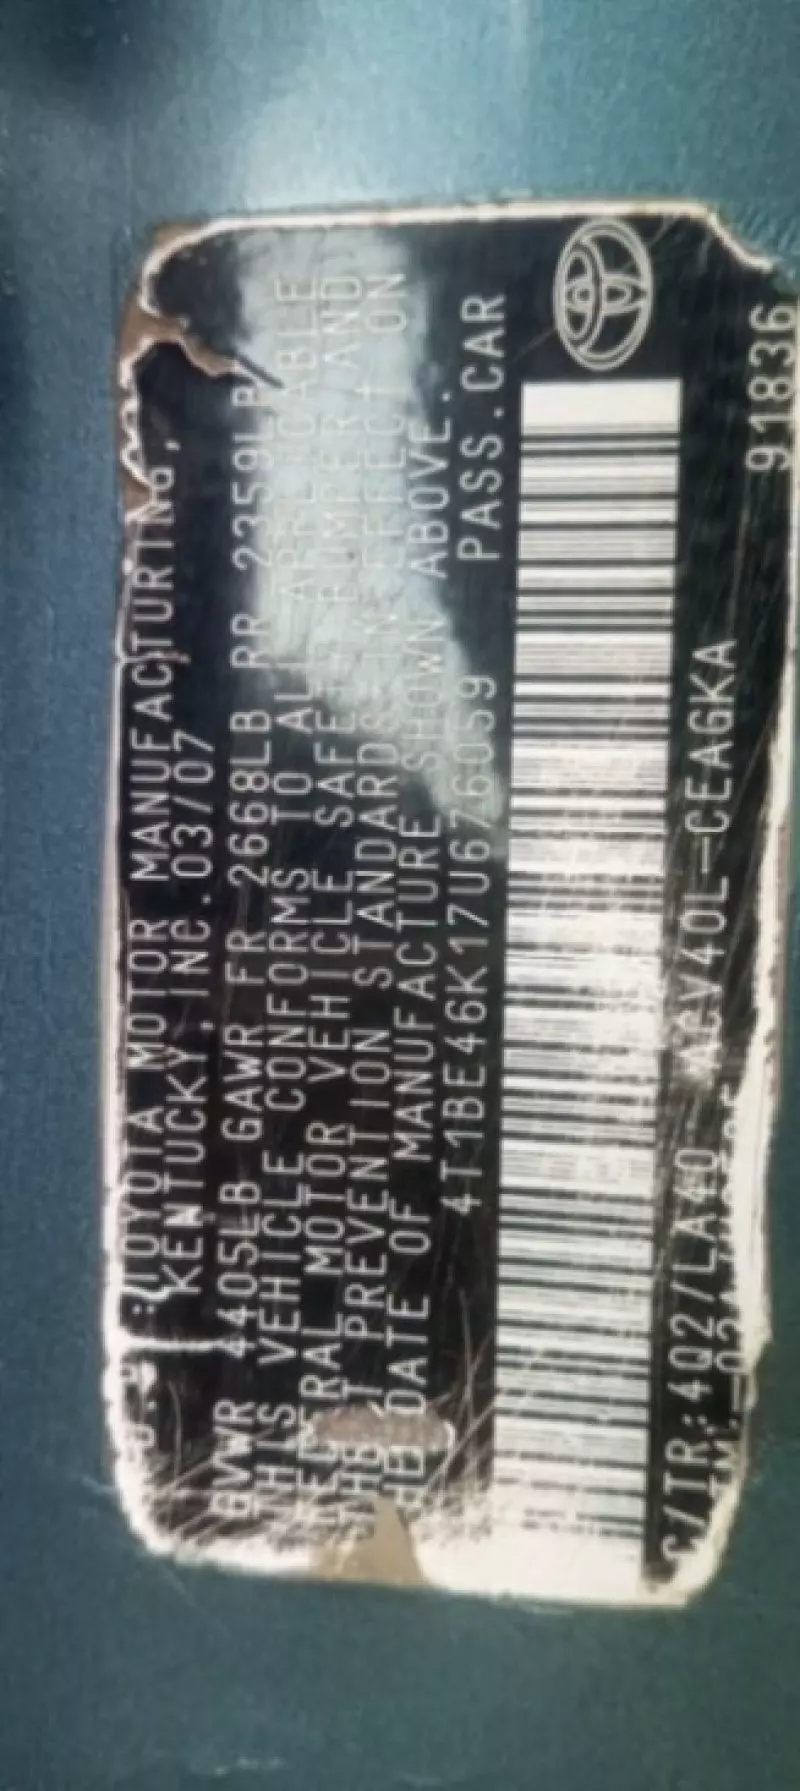 TOYOTA MOTOR MANUFACTURING,
KENTUCKY, INC. 03/07
GVWR 4405LB GAWR FR 2668LB RR 2359LB
THIS VEHICLE CONFORMS TO ALL APPLICABLE
FEDERAL MOTOR VEHICLE SAFETY, BUMPER AND
THEFT PREVENTION STANDARDS IN EFFECT ON
THE DATE OF MANUFACTURE SHOWN ABOVE.
4T1BE46K17U676059 PASS.CAR
C/TR:4Q2/LA40 ACV40L-CEAGKA
91836